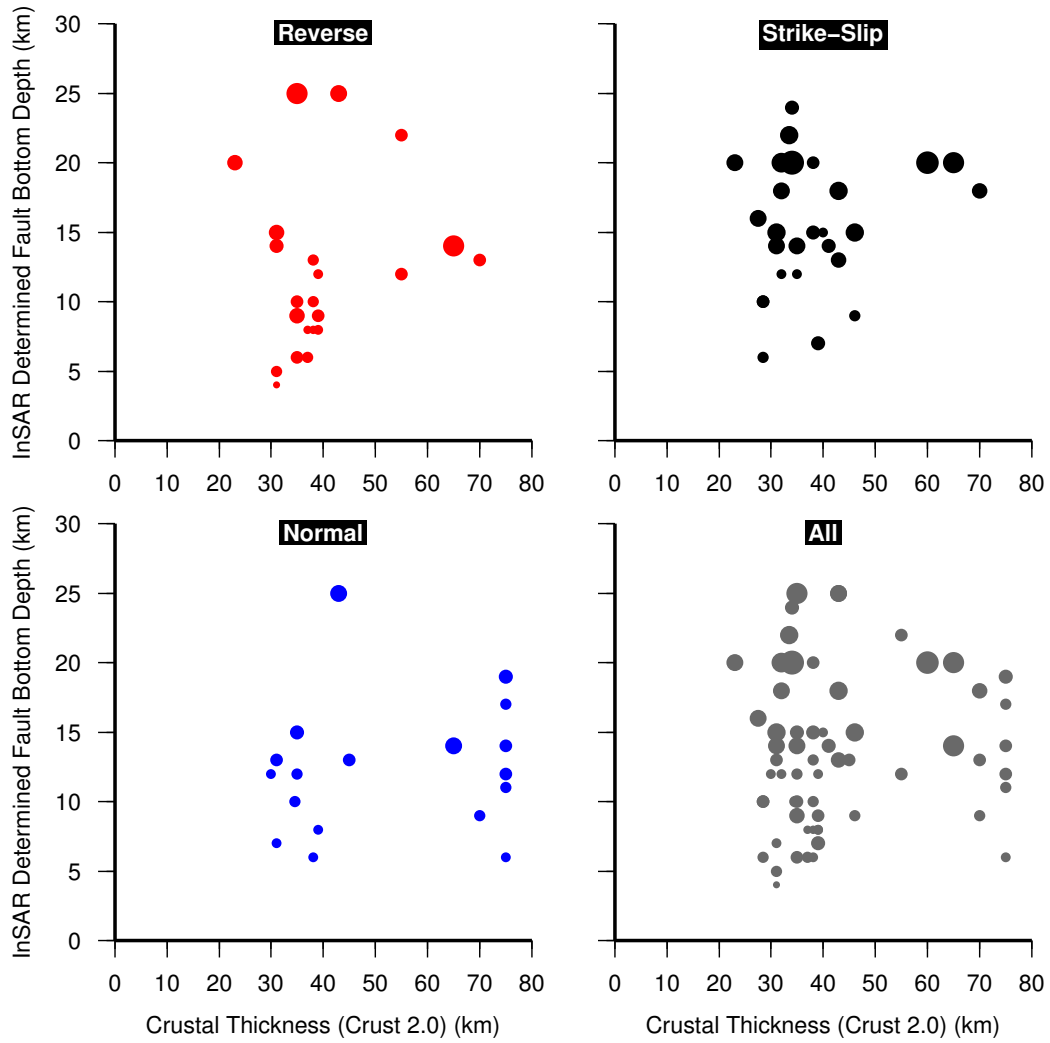 Reverse
InSAR Determined Fault Bottom Depth (km)
30
25
20
15
10
5
0
0 10 20 30 40 50 60 70 80
Strike–Slip
0 10 20 30 40 50 60 70 80
Normal
InSAR Determined Fault Bottom Depth (km)
30
25
20
15
10
5
0
0 10 20 30 40 50 60 70 80
Crustal Thickness (Crust 2.0) (km)
All
0 10 20 30 40 50 60 70 80
Crustal Thickness (Crust 2.0) (km)